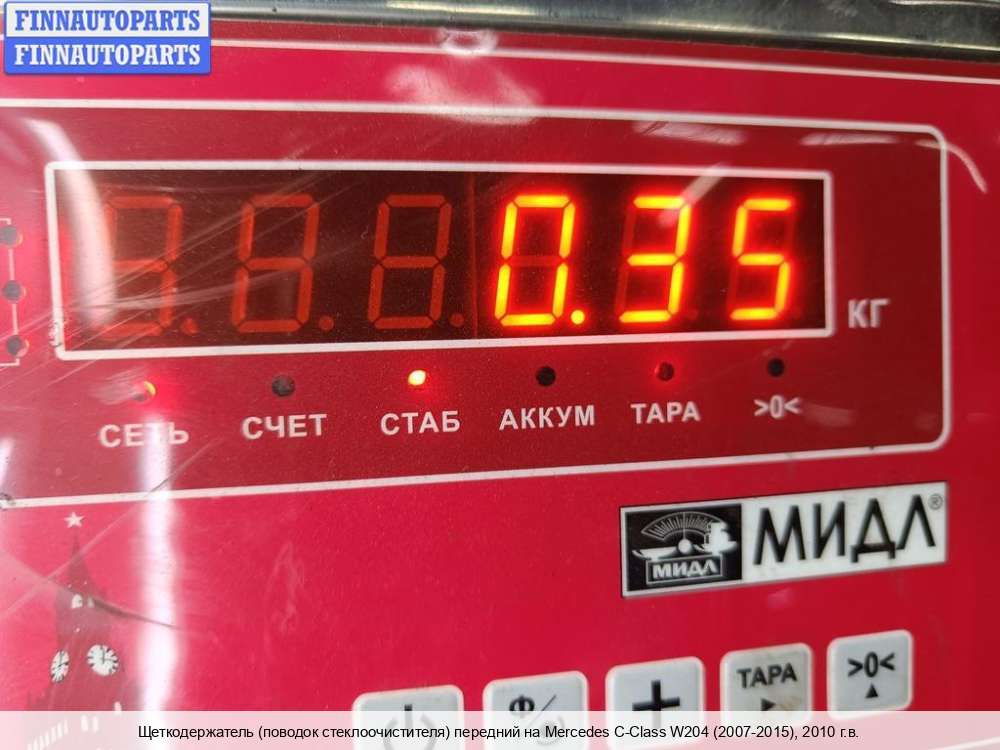 FINNAUTOPARTS
FINNAUTOPARTS
0.35
КГ
СЕТЬ СЧЕТ СТАБ АККУМ ТАРА >0<
МИДЛ МИДЛ®
Ф/ + ТАРА >0<
Щеткодержатель (поводок стеклоочистителя) передний на Mercedes C-Class W204 (2007-2015), 2010 г.в.